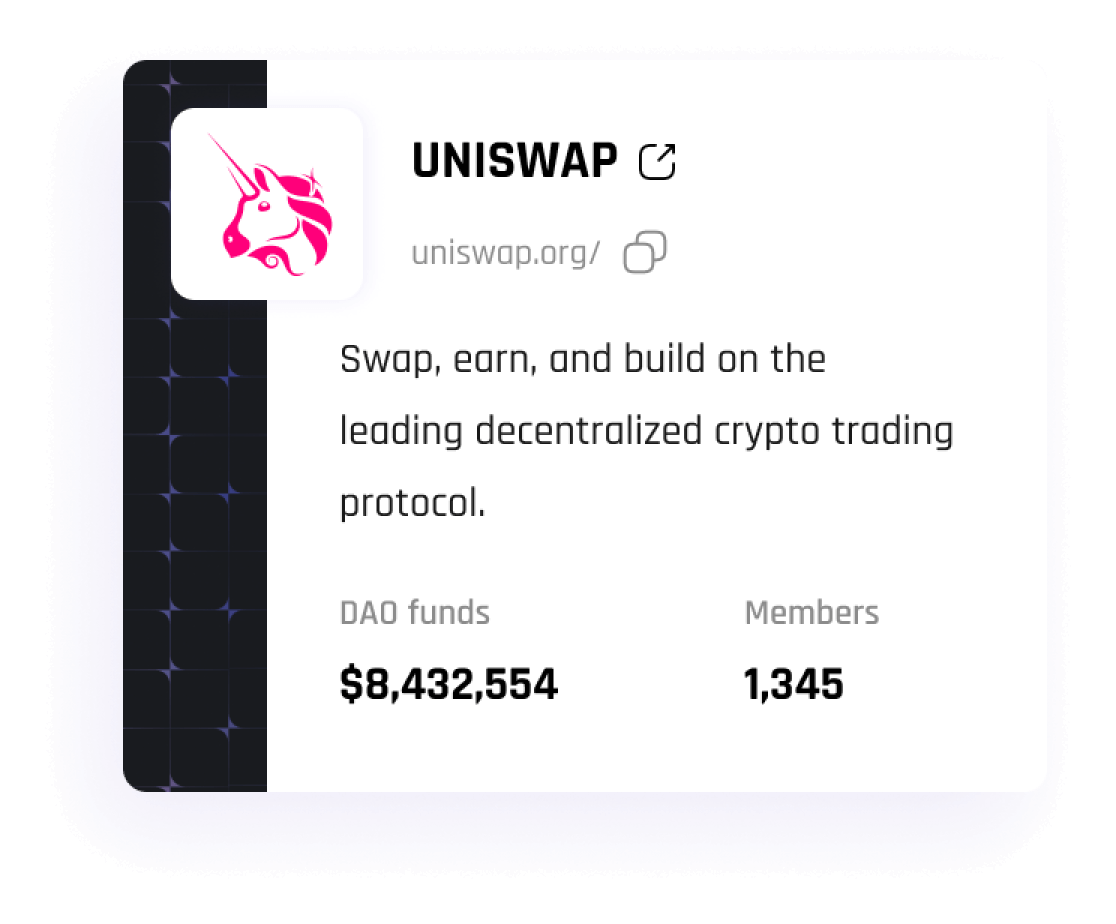 UNISWAP
uniswap.org/
Swap, earn, and build on the
leading decentralized crypto trading
protocol.
DAO funds
Members
$8,432,554
1,345